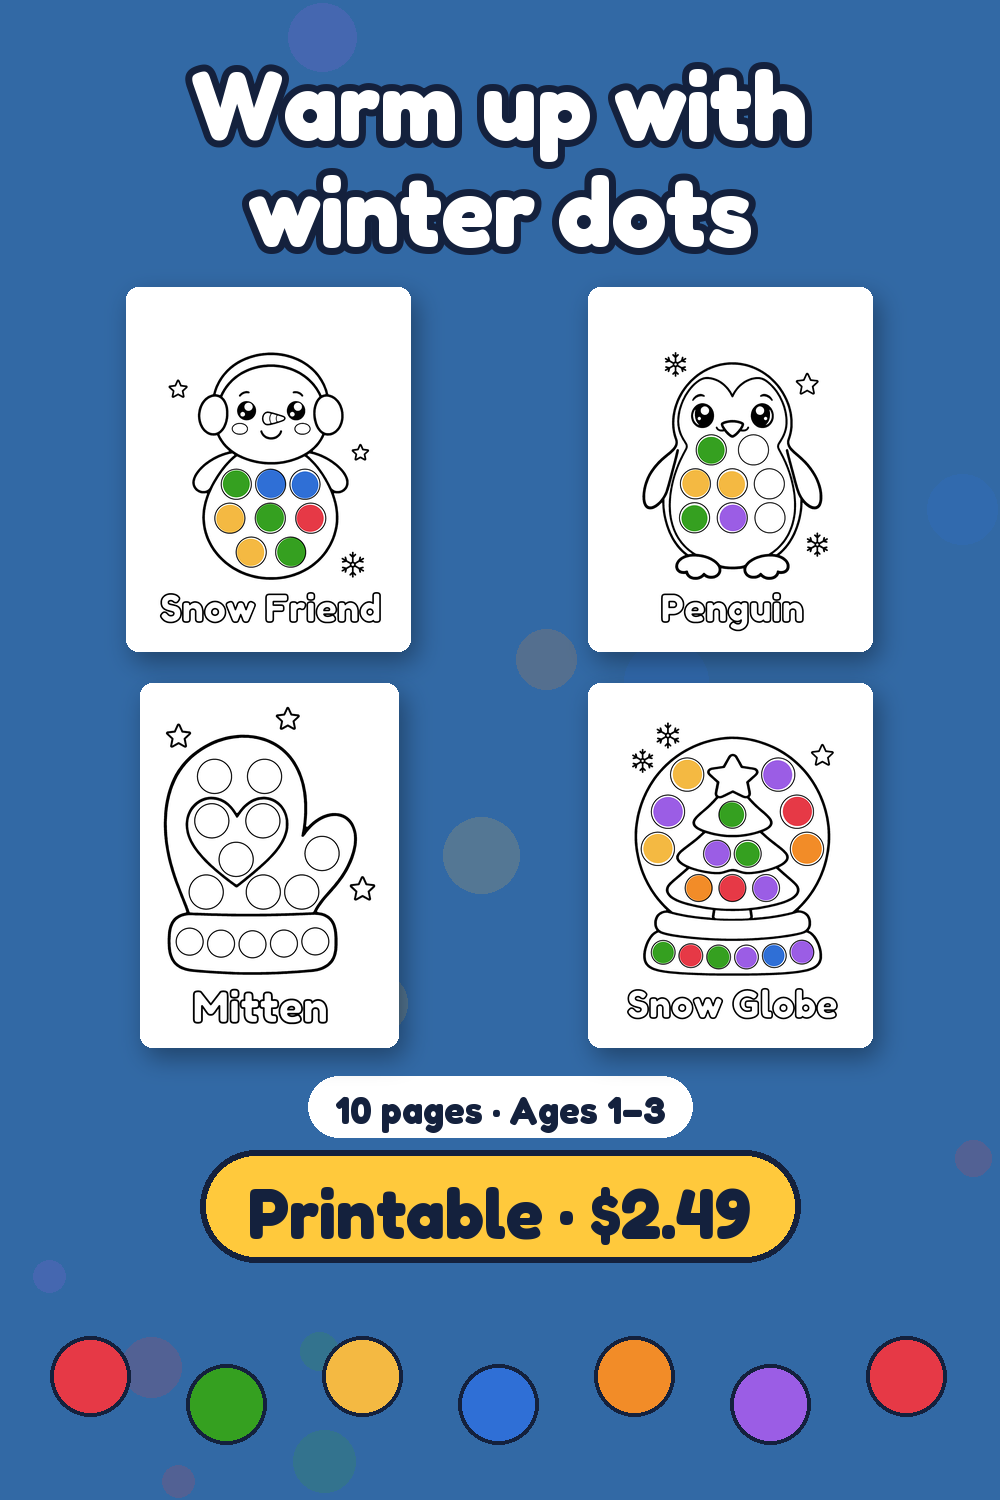 Warm up with
winter dots
Snow Friend
Penguin
Mitten
Snow Globe
10 pages · Ages 1–3
Printable · $2.49